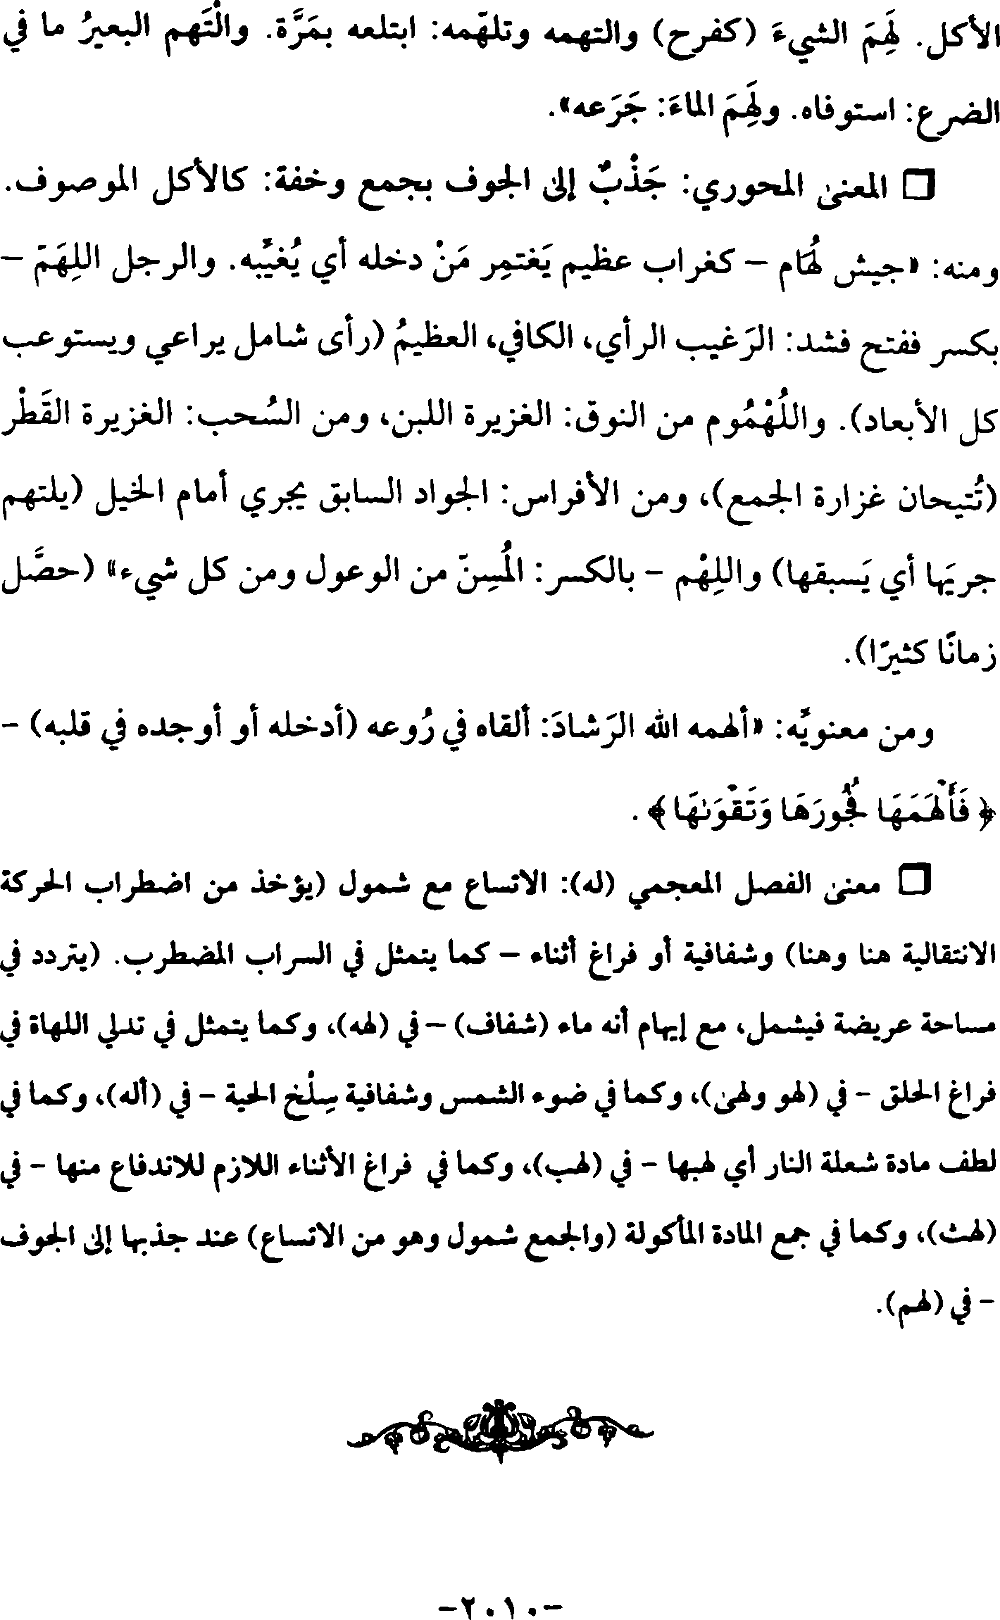 الأكل. لَهِمَ الشيءَ (كفرح) والتهمه وتلهّمه: ابتلعه بمَرَّة. والْتَهم البعيرُ ما في
الضرع: استوفاه. ولَهِمَ الماءَ: جَرَعه».
❑ المعنى المحوري: جَذْبٌ إلى الجوف بجمع وخفة: كالأكل الموصوف.
ومنه: «جيش لُهَام – كغراب عظيم يَغتمِر مَنْ دخله أي يُغيِّبه. والرجل اللِهَمّ –
بكسر ففتح فشد: الرَغيب الرأي، الكافي، العظيمُ (رأى شامل يراعي ويستوعب
كل الأبعاد). واللُهْمُوم من النوق: الغزيرة اللبن، ومن السُحب: الغزيرة القَطْر
(تُتيحان غزارة الجمع)، ومن الأفراس: الجواد السابق يجري أمام الخيل (يلتهم
جريَها أي يَسبقها) واللِهْم – بالكسر: المُسِنّ من الوعول ومن كل شيء» (حصَّل
زمانًا كثيرًا).
ومن معنويِّه: «ألهمه الله الرَشادَ: ألقاه في رُوعه (أدخله أو أوجده في قلبه) –
﴿ فَأَلْهَمَهَا فُجُورَهَا وَتَقْوَىٰهَا ﴾ .
❑ معنى الفصل المعجمي (له): الاتساع مع شمول (يؤخذ من اضطراب الحركة
الانتقالية هنا وهنا) وشفافية أو فراغ أثناء – كما يتمثل في السراب المضطرب. (يتردد في
مساحة عريضة فيشمل، مع إيهام أنه ماء (شفاف) – في (لهه)، وكما يتمثل في تدلي اللهاة في
فراغ الحلق – في (لهو ولهى)، وكما في ضوء الشمس وشفافية سِلْخ الحية – في (أله)، وكما في
لطف مادة شعلة النار أي لهبها – في (لهب)، وكما في فراغ الأثناء اللازم للاندفاع منها – في
(لهث)، وكما في جمع المادة المأكولة (والجمع شمول وهو من الاتساع) عند جذبها إلى الجوف
– في (لهم).
-٢٠١٠-